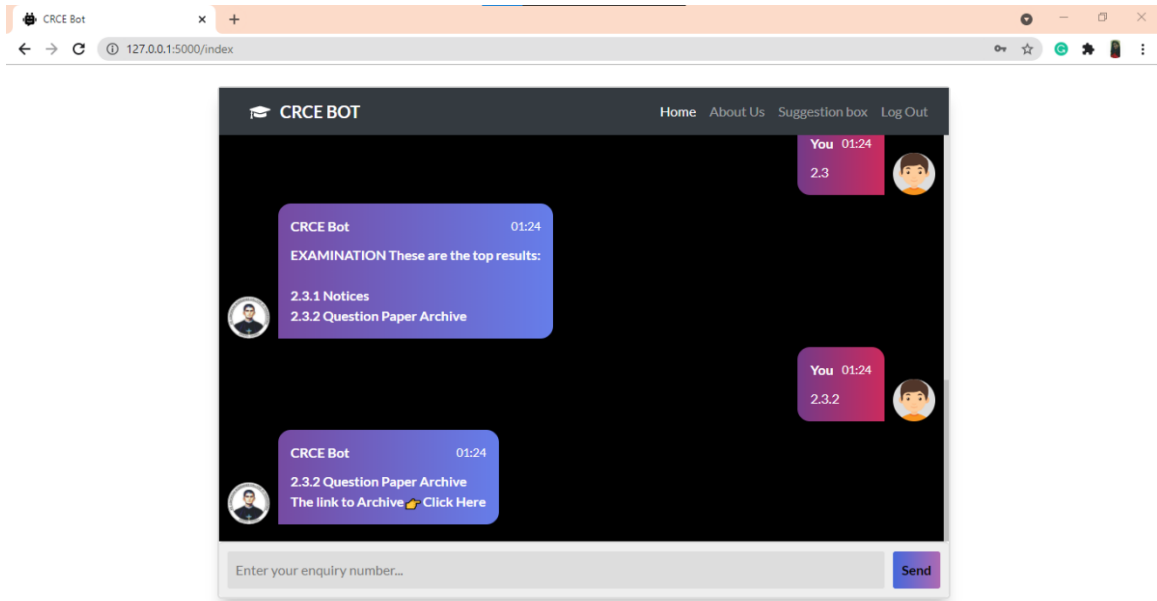 CRCE Bot
127.0.0.1:5000/index
CRCE BOT Home About Us Suggestion box Log Out
You 01:24
2.3
CRCE Bot 01:24
EXAMINATION These are the top results:
2.3.1 Notices
2.3.2 Question Paper Archive
You 01:24
2.3.2
CRCE Bot 01:24
2.3.2 Question Paper Archive
The link to Archive 👉 Click Here
Enter your enquiry number... Send